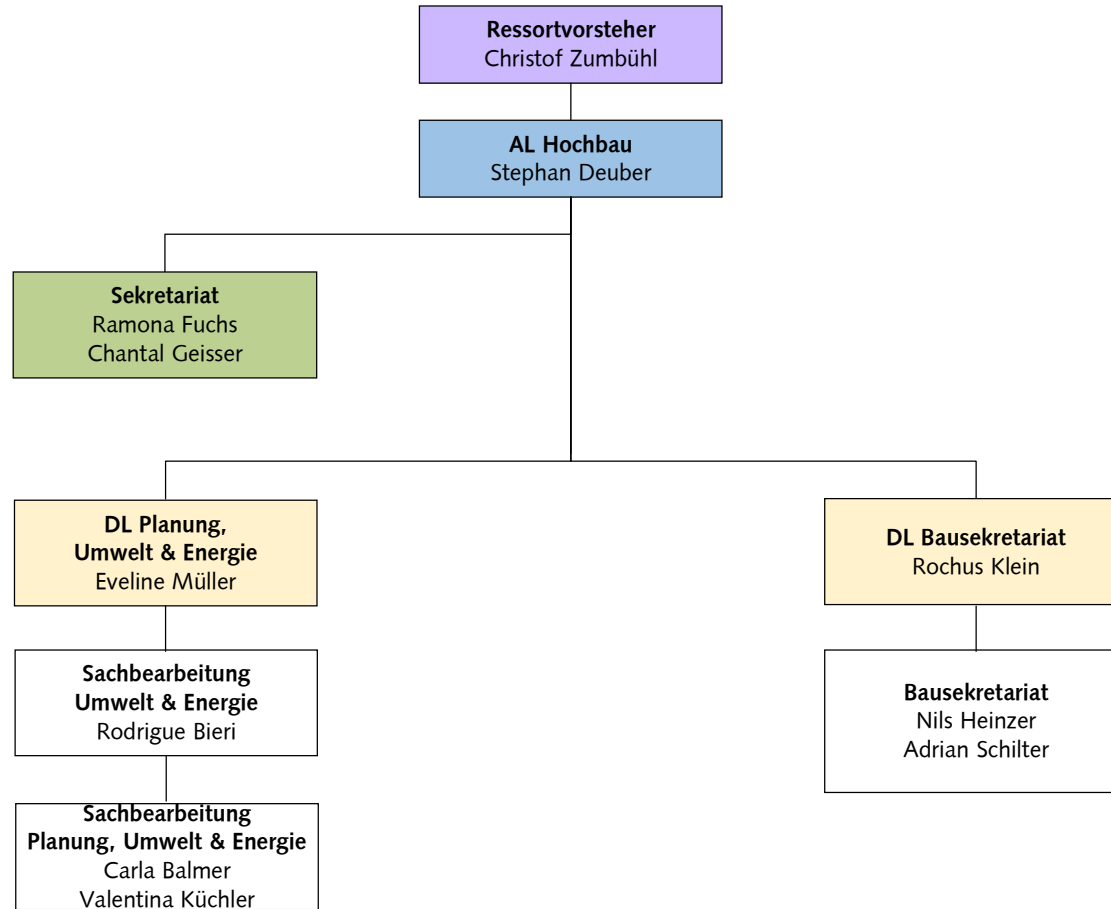 Ressortvorsteher
Christof Zumbühl
AL Hochbau
Stephan Deuber
Sekretariat
Ramona Fuchs
Chantal Geisser
DL Planung,
Umwelt & Energie
Eveline Müller
DL Bausekretariat
Rochus Klein
Sachbearbeitung
Umwelt & Energie
Rodrigue Bieri
Bausekretariat
Nils Heinzer
Adrian Schilter
Sachbearbeitung
Planung, Umwelt & Energie
Carla Balmer
Valentina Küchler